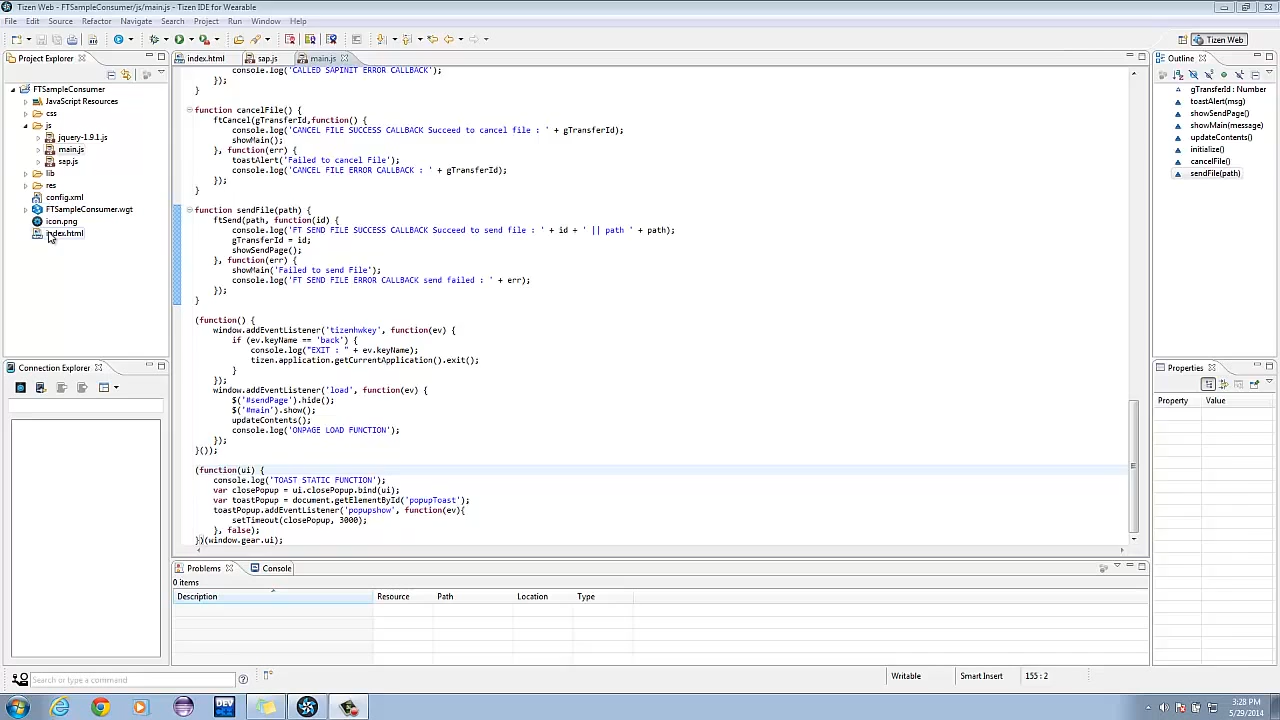 Tizen Web - FTSampleConsumer/js/main.js - Tizen IDE for Wearable
File Edit Source Refactor Navigate Search Project Run Window Help
Tizen Web
Project Explorer
index.html sap.js main.js
Outline
FTSampleConsumer
JavaScript Resources
css
js
jquery-1.9.1.js
main.js
sap.js
lib
res
config.xml
FTSampleConsumer.wgt
icon.png
index.html
console.log('CALLED SAPINIT ERROR CALLBACK');
});
}
function cancelFile() {
ftCancel(gTransferId,function() {
console.log('CANCEL FILE SUCCESS CALLBACK Succeed to cancel file : ' + gTransferId);
showMain();
}, function(err) {
toastAlert('Failed to cancel File');
console.log('CANCEL FILE ERROR CALLBACK : ' + gTransferId);
});
}
function sendFile(path) {
ftSend(path, function(id) {
console.log('FT SEND FILE SUCCESS CALLBACK Succeed to send file : ' + id + ' || path ' + path);
gTransferId = id;
showSendPage();
}, function(err) {
showMain('Failed to send File');
console.log('FT SEND FILE ERROR CALLBACK send failed : ' + err);
});
}
(function() {
window.addEventListener('tizenhwkey', function(ev) {
if (ev.keyName == 'back') {
console.log("EXIT : " + ev.keyName);
tizen.application.getCurrentApplication().exit();
}
});
window.addEventListener('load', function(ev) {
$('#sendPage').hide();
$('#main').show();
updateContents();
console.log('ONPAGE LOAD FUNCTION');
});
}());
(function(ui) {
console.log('TOAST STATIC FUNCTION');
var closePopup = ui.closePopup.bind(ui);
var toastPopup = document.getElementById('popupToast');
toastPopup.addEventListener('popupshow', function(ev){
setTimeout(closePopup, 3000);
}, false);
})(window.gear.ui);
gTransferId : Number
toastAlert(msg)
showSendPage()
showMain(message)
updateContents()
initialize()
cancelFile()
sendFile(path)
Connection Explorer
Properties
Property Value
Problems Console
0 items
Description Resource Path Location Type
Search or type a command
Writable Smart Insert 155 : 2
DEV
3:28 PM
5/29/2014